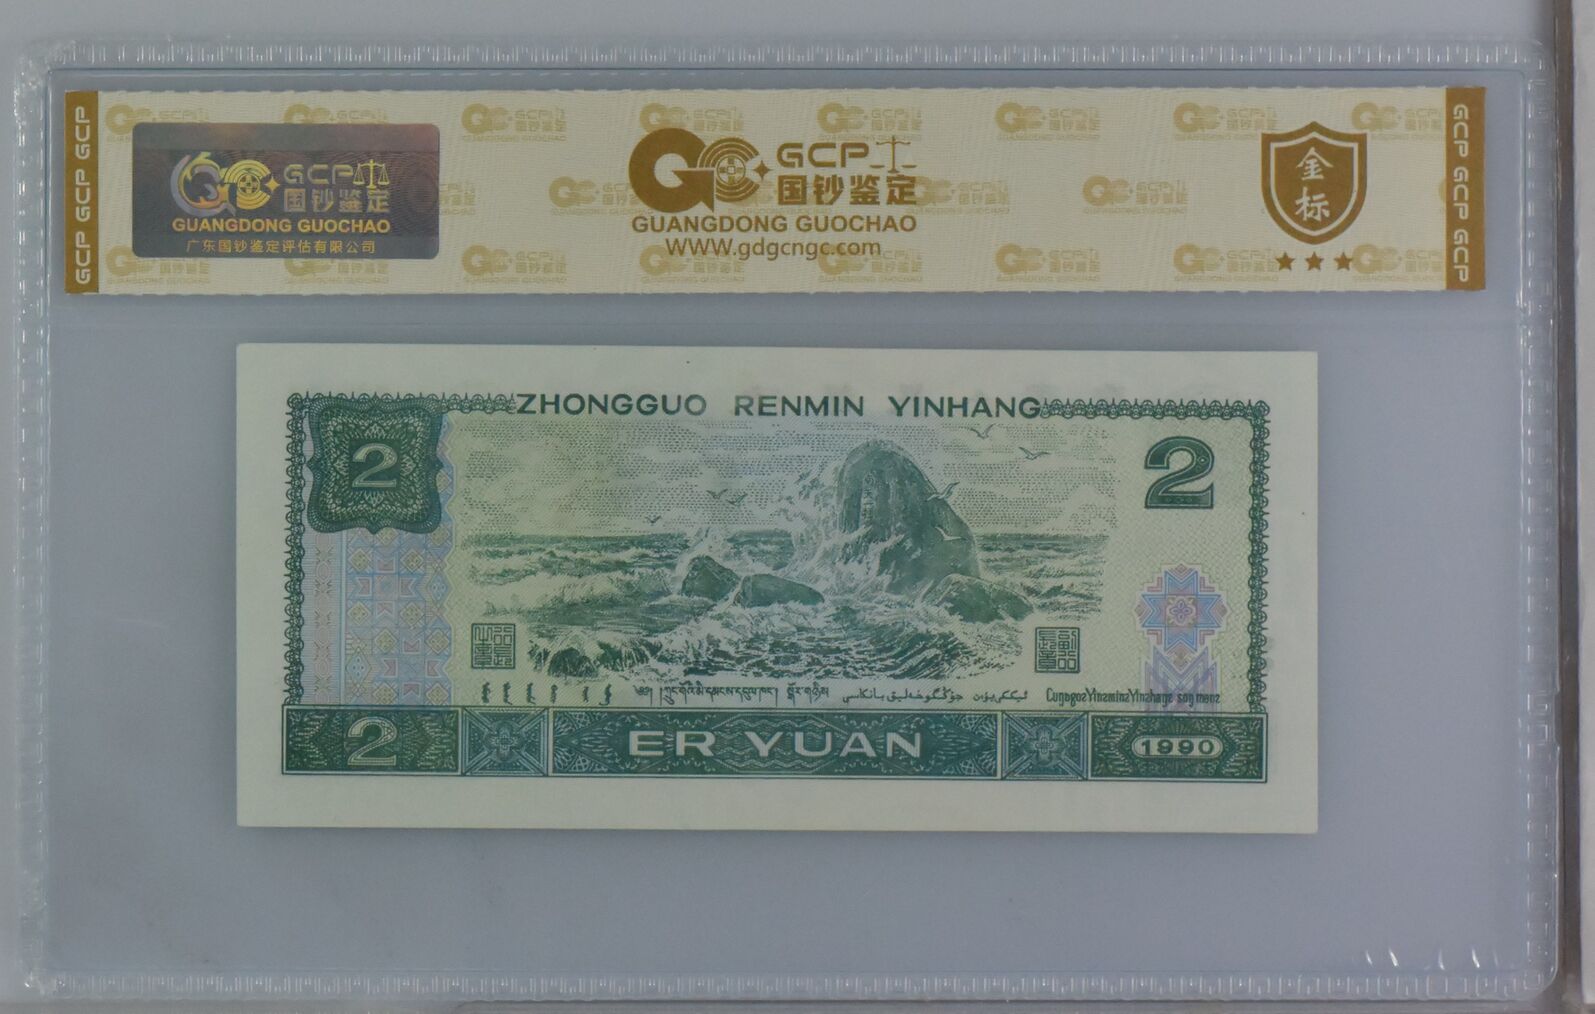 GCP GCP GCP
GCP 国钞鉴定
GUANGDONG GUOCHAO
广东国钞鉴定评估有限公司
GCP
国钞鉴定
GUANGDONG GUOCHAO
WWW.gdgcngc.com
金标
GCP GCP GCP
ZHONGGUO RENMIN YINHANG
2
2
2
ER YUAN
1990